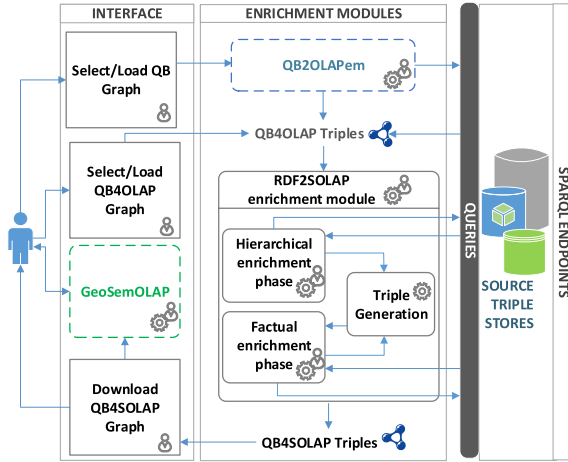 INTERFACE
ENRICHMENT MODULES
Select/Load QB
Graph
QB2OLAPem
QB4OLAP Triples
Select/Load
QB4OLAP
Graph
RDF2SOLAP
enrichment module
Hierarchical
enrichment
phase
GeoSemOLAP
Triple
Generation
Factual
enrichment
phase
Download
QB4SOLAP
Graph
QB4SOLAP Triples
QUERIES
SOURCE
TRIPLE
STORES
SPARQL ENDPOINTS